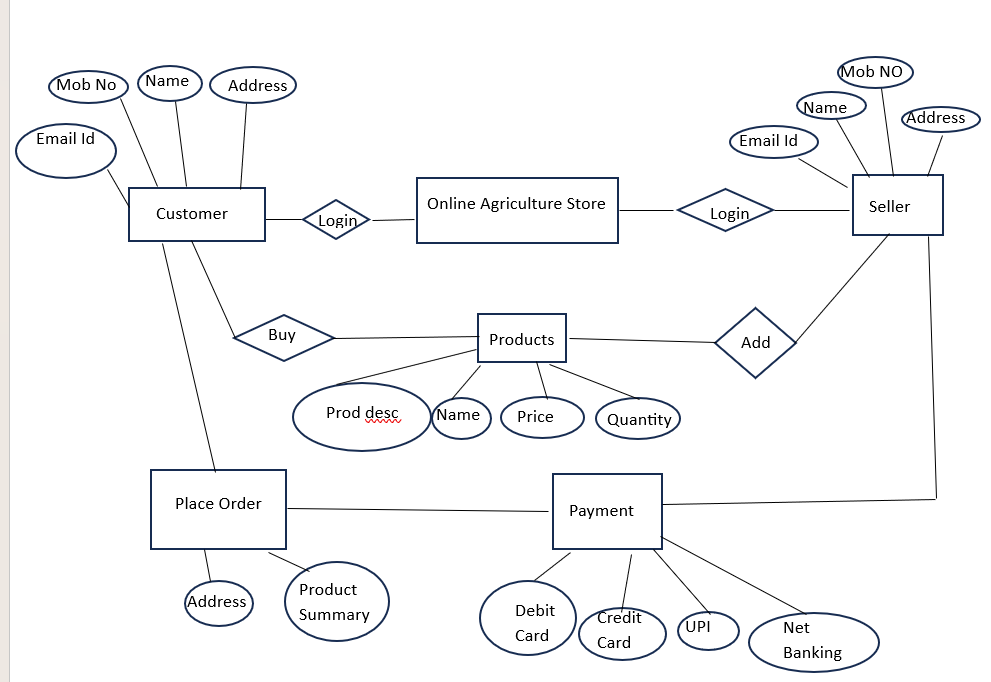 Mob No
Name
Address
Email Id
Mob NO
Name
Address
Email Id
Customer
Login
Online Agriculture Store
Login
Seller
Buy
Products
Add
Prod desc
Name
Price
Quantity
Place Order
Payment
Address
Product
Summary
Debit
Card
Credit
Card
UPI
Net
Banking